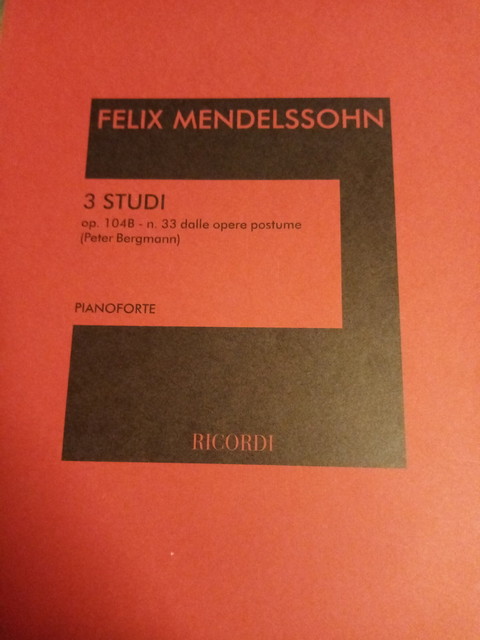 FELIX MENDELSSOHN
3 STUDI
op. 104B - n. 33 dalle opere postume
(Peter Bergmann)
PIANOFORTE
RICORDI